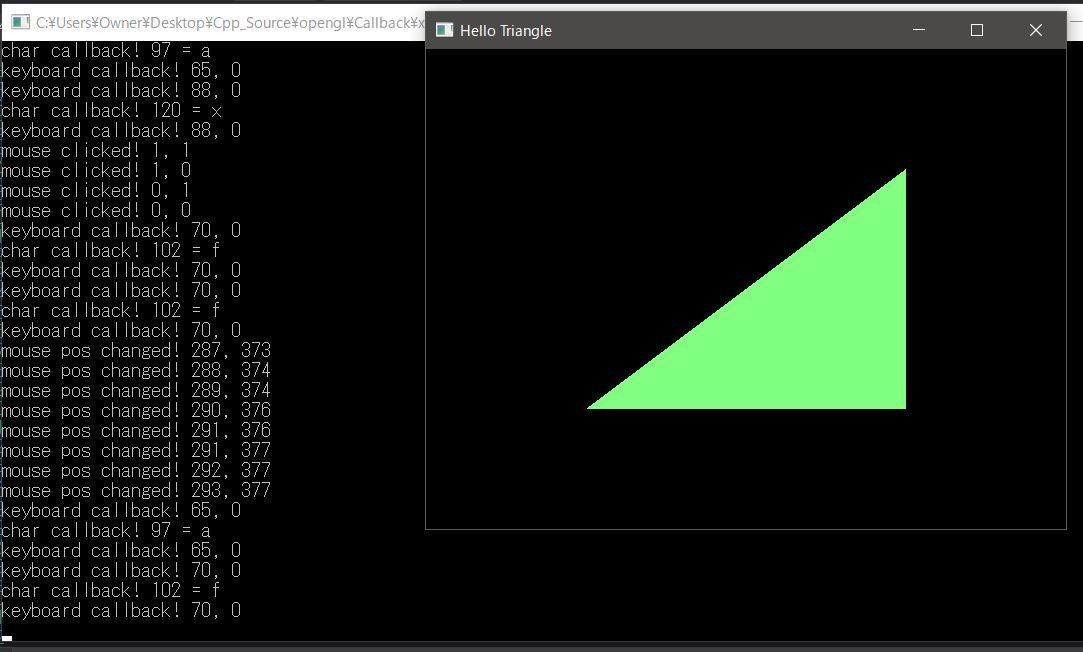 C:¥Users¥Owner¥Desktop¥Cpp_Source¥opengl¥Callback¥x
Hello Triangle
char callback! 97 = a
keyboard callback! 65, 0
keyboard callback! 88, 0
char callback! 120 = x
keyboard callback! 88, 0
mouse clicked! 1, 1
mouse clicked! 1, 0
mouse clicked! 0, 1
mouse clicked! 0, 0
keyboard callback! 70, 0
char callback! 102 = f
keyboard callback! 70, 0
keyboard callback! 70, 0
char callback! 102 = f
keyboard callback! 70, 0
mouse pos changed! 287, 373
mouse pos changed! 288, 374
mouse pos changed! 289, 374
mouse pos changed! 290, 376
mouse pos changed! 291, 376
mouse pos changed! 291, 377
mouse pos changed! 292, 377
mouse pos changed! 293, 377
keyboard callback! 65, 0
char callback! 97 = a
keyboard callback! 65, 0
keyboard callback! 70, 0
char callback! 102 = f
keyboard callback! 70, 0